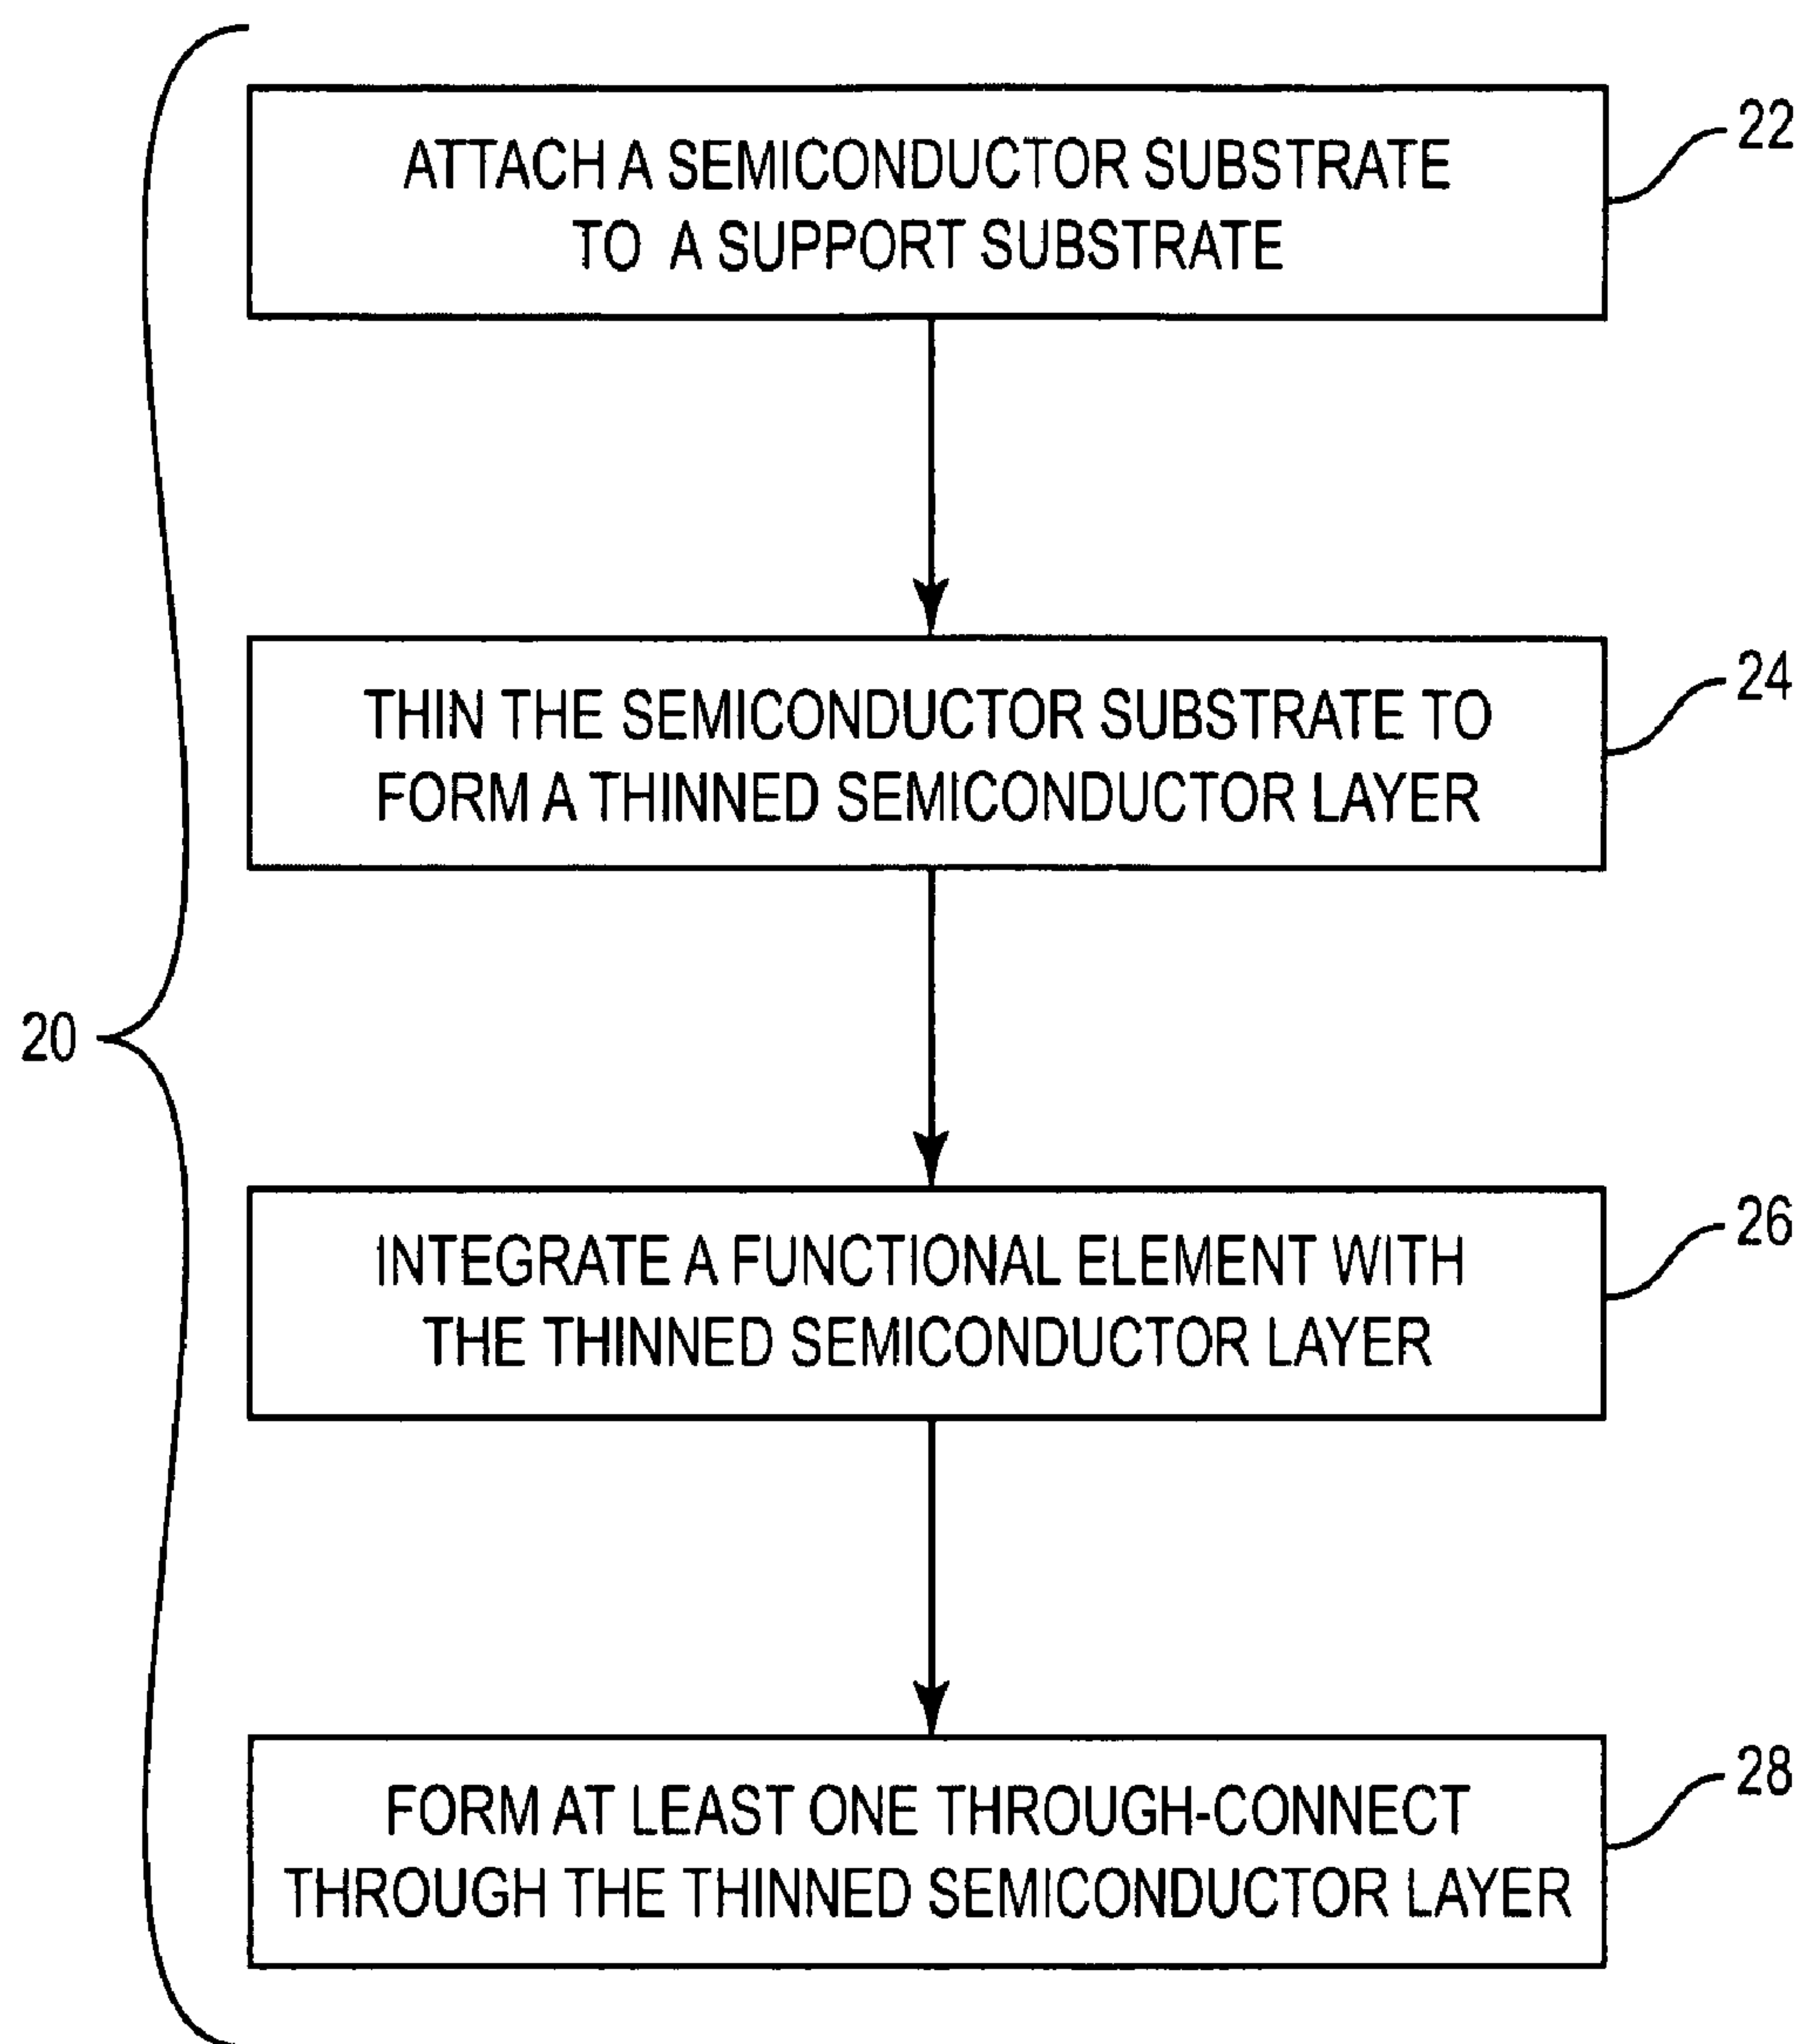 ATTACH A SEMICONDUCTOR SUBSTRATE
TO A SUPPORT SUBSTRATE
22
THIN THE SEMICONDUCTOR SUBSTRATE TO
FORM A THINNED SEMICONDUCTOR LAYER
24
20
INTEGRATE A FUNCTIONAL ELEMENT WITH
THE THINNED SEMICONDUCTOR LAYER
26
FORM AT LEAST ONE THROUGH-CONNECT
THROUGH THE THINNED SEMICONDUCTOR LAYER
28